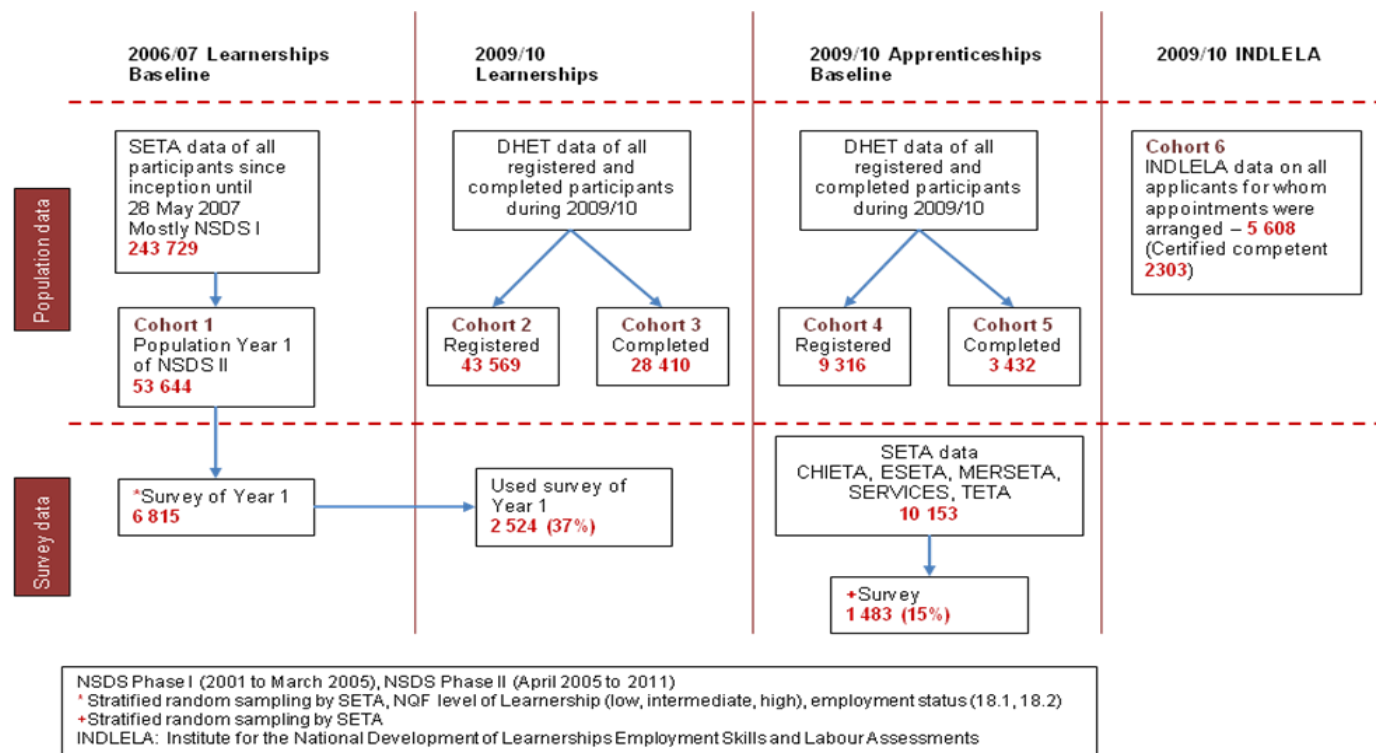 2006/07 Learnerships
Baseline
2009/10
Learnerships
2009/10 Apprenticeships
Baseline
2009/10 INDLELA
Population data
SETA data of all
participants since
inception until
28 May 2007
Mostly NSDS I
243 729
DHET data of all
registered and
completed participants
during 2009/10
DHET data of all
registered and
completed participants
during 2009/10
Cohort 6
INDLELA data on all
applicants for whom
appointments were
arranged – 5 608
(Certified competent
2303)
Cohort 1
Population Year 1
of NSDS II
53 644
Cohort 2
Registered
43 569
Cohort 3
Completed
28 410
Cohort 4
Registered
9 316
Cohort 5
Completed
3 432
Survey data
*Survey of Year 1
6 815
Used survey of
Year 1
2 524 (37%)
SETA data
CHIETA, ESETA, MERSETA,
SERVICES, TETA
10 153
+Survey
1 483 (15%)
NSDS Phase I (2001 to March 2005), NSDS Phase II (April 2005 to 2011)
* Stratified random sampling by SETA, NQF level of Learnership (low, intermediate, high), employment status (18.1, 18.2)
+Stratified random sampling by SETA
INDLELA: Institute for the National Development of Learnerships Employment Skills and Labour Assessments